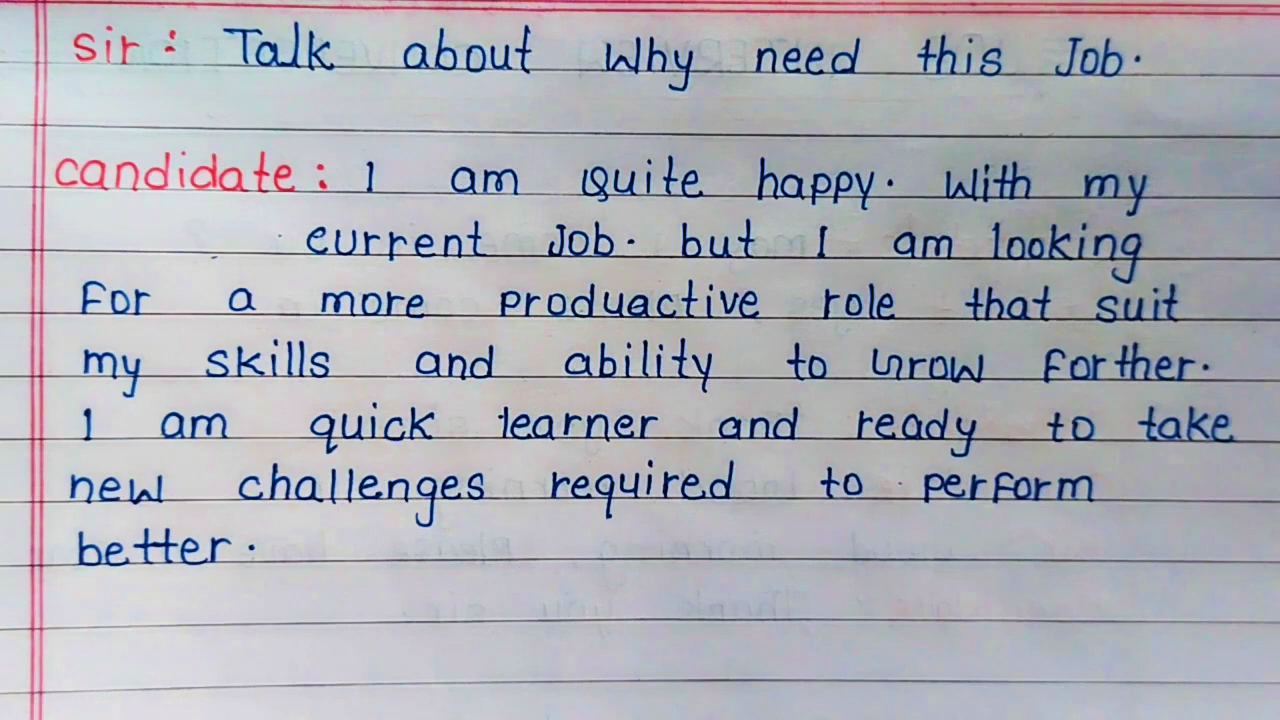 sir : Talk about Why need this Job.
candidate : I am quite happy. With my
current Job. but I am looking
For a more produactive role that suit
my skills and ability to Grow Forther.
I am quick learner and ready to take
new challenges required to perform
better.